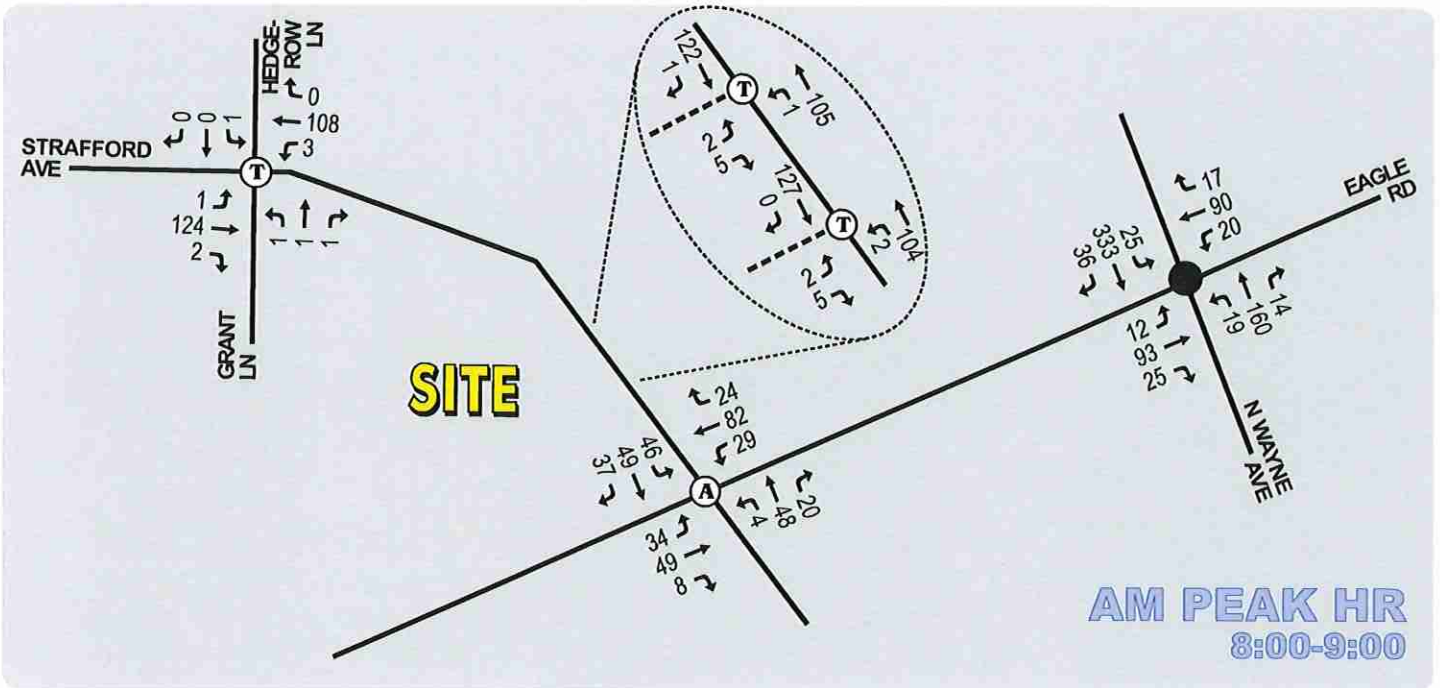 HEDGE-
ROW
LN
0
108
3
0 0 1
STRAFFORD
AVE
T
1
124
2
1 1 1
GRANT
LN
SITE
122
1
T
105
1
2
5
127
0
T
104
2
2
5
EAGLE
RD
17
90
20
25
333
36
14
160
19
12
93
25
N WAYNE
AVE
24
82
29
46
49
37
A
20
48
4
34
49
8
AM PEAK HR
8:00-9:00